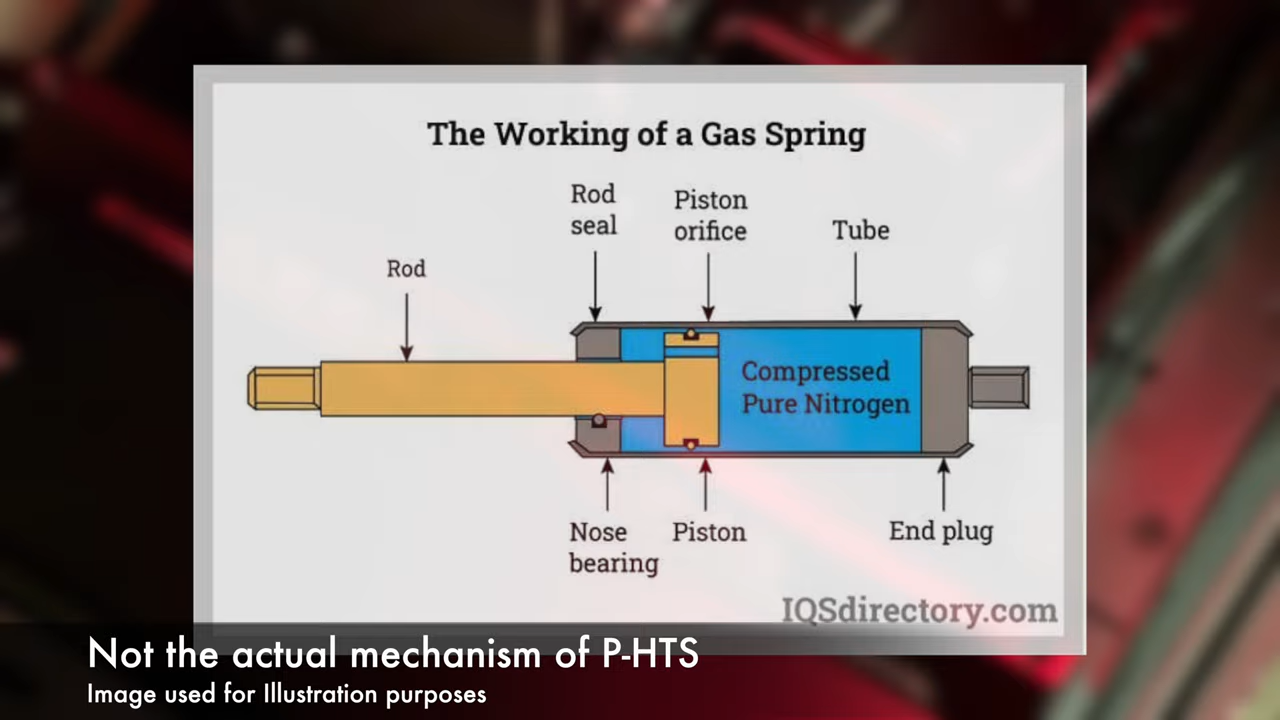 The Working of a Gas Spring
Rod
seal
Piston
orifice
Tube
Rod
Compressed
Pure Nitrogen
Nose
bearing
Piston
End plug
IQSdirectory.com
Not the actual mechanism of P-HTS
Image used for Illustration purposes